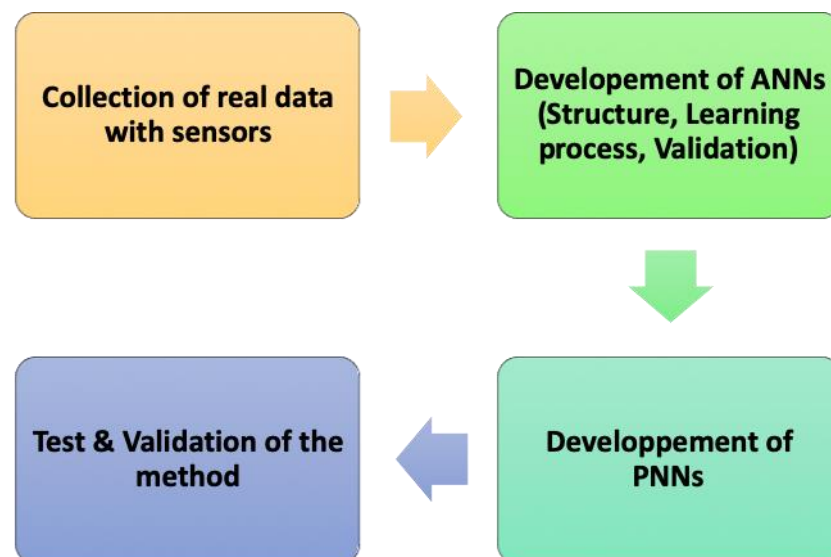 Collection of real data
with sensors
Developement of ANNs
(Structure, Learning
process, Validation)
Developpement of
PNNs
Test & Validation of the
method